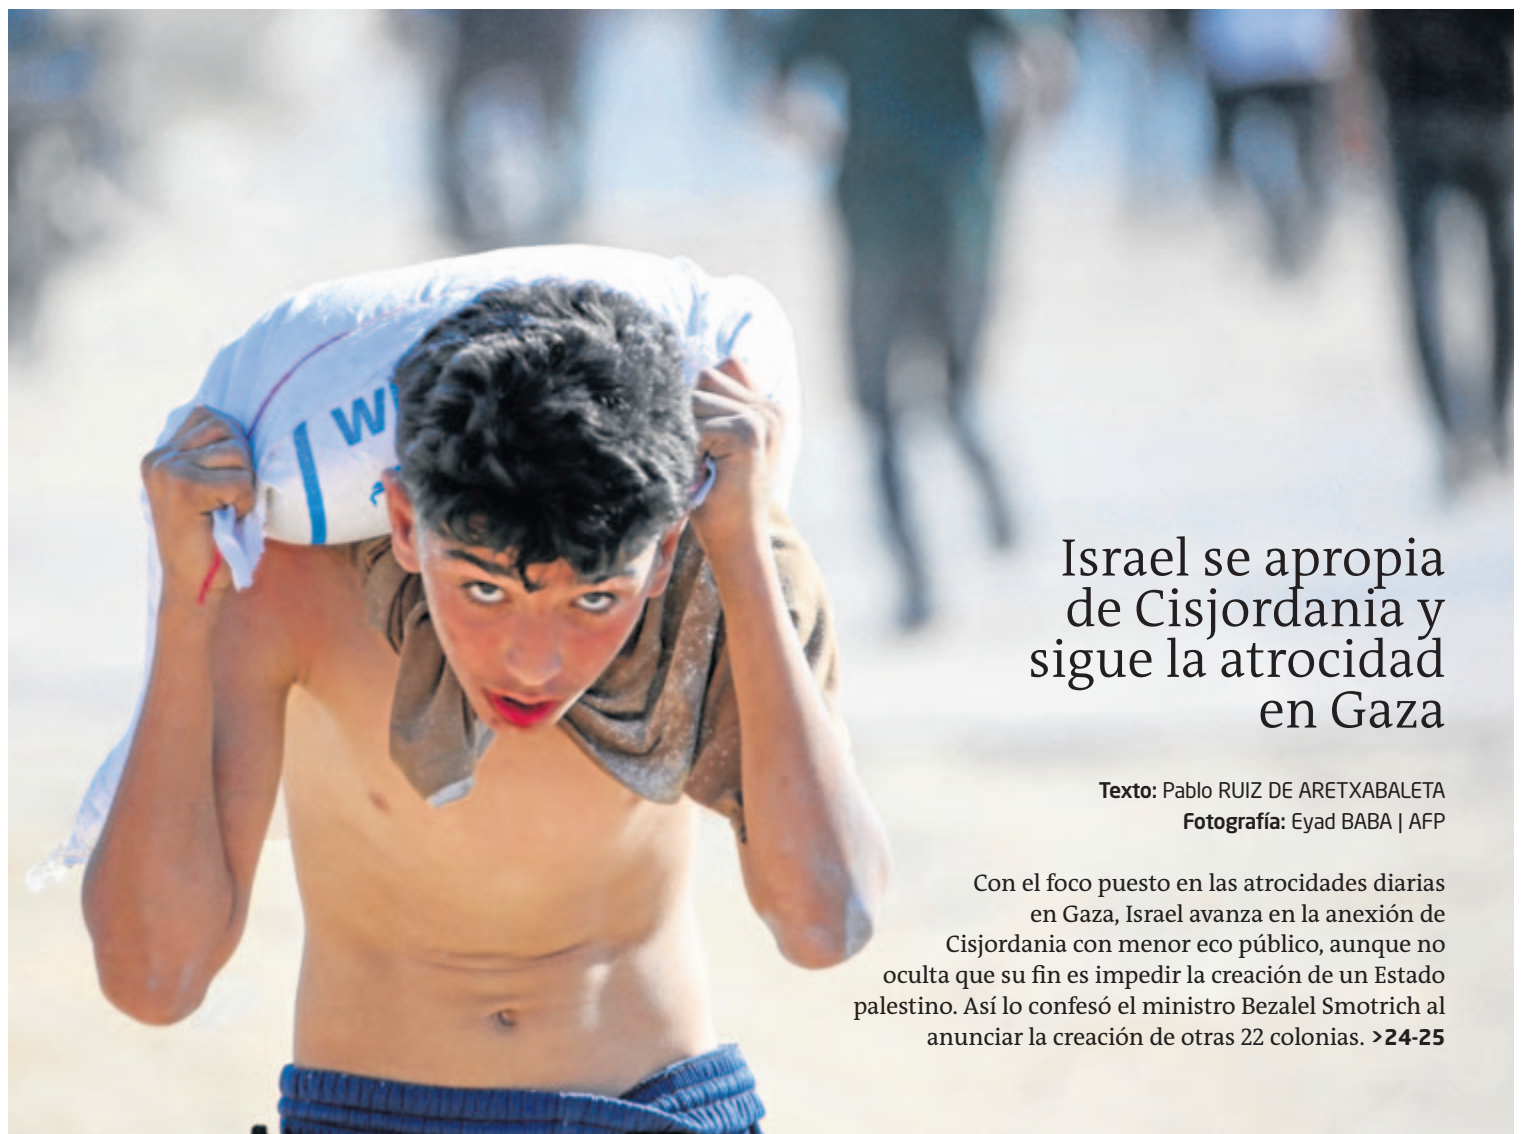 Israel se apropia
de Cisjordania y
sigue la atrocidad
en Gaza
Texto: Pablo RUIZ DE ARETXABALETA
Fotografía: Eyad BABA | AFP
Con el foco puesto en las atrocidades diarias
en Gaza, Israel avanza en la anexión de
Cisjordania con menor eco público, aunque no
oculta que su fin es impedir la creación de un Estado
palestino. Así lo confesó el ministro Bezalel Smotrich al
anunciar la creación de otras 22 colonias. >24-25